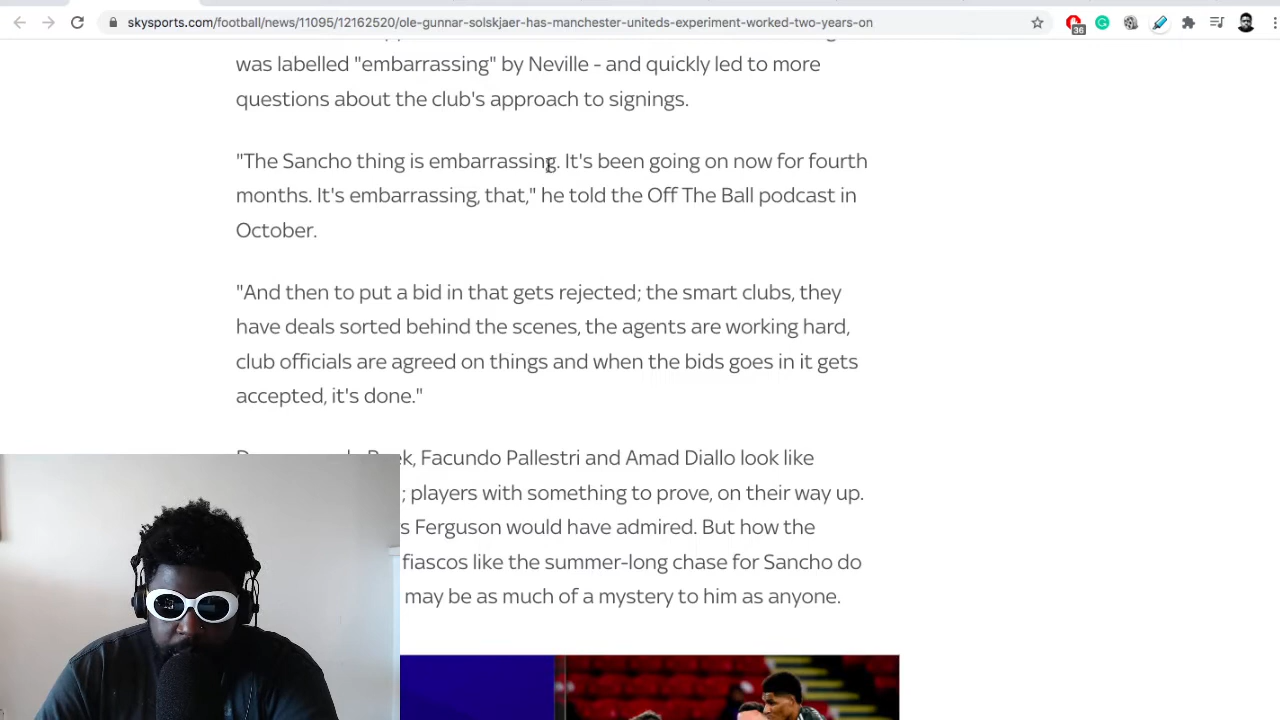 skysports.com/football/news/11095/12162520/ole-gunnar-solskjaer-has-manchester-uniteds-experiment-worked-two-years-on
36
was labelled "embarrassing" by Neville - and quickly led to more
questions about the club's approach to signings.
"The Sancho thing is embarrassing. It's been going on now for fourth
months. It's embarrassing, that," he told the Off The Ball podcast in
October.
"And then to put a bid in that gets rejected; the smart clubs, they
have deals sorted behind the scenes, the agents are working hard,
club officials are agreed on things and when the bids goes in it gets
accepted, it's done."
Facundo Pallestri and Amad Diallo look like
; players with something to prove, on their way up.
Ferguson would have admired. But how the
fiascos like the summer-long chase for Sancho do
may be as much of a mystery to him as anyone.